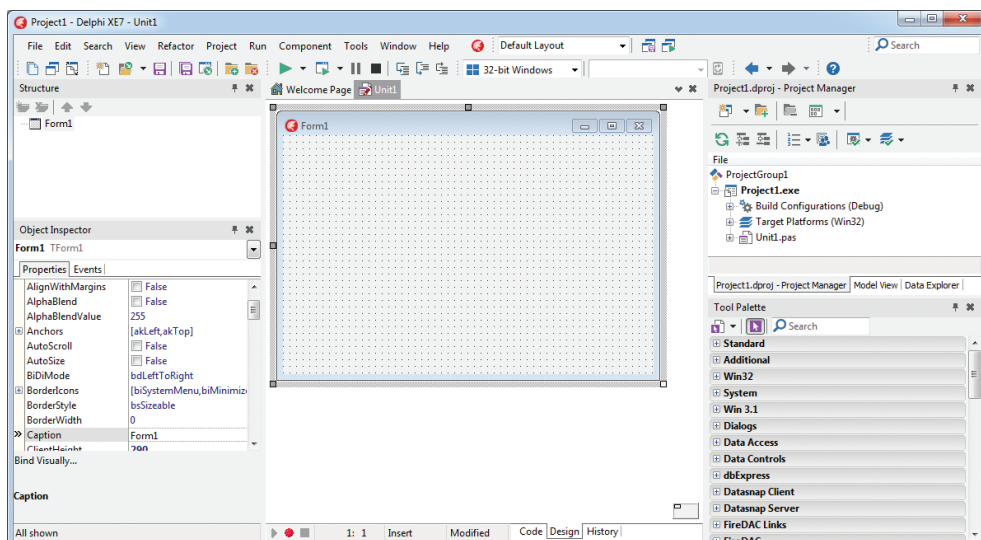 Project1 - Delphi XE7 - Unit1
File Edit Search View Refactor Project Run Component Tools Window Help Default Layout Search
32-bit Windows
Structure
Form1
Object Inspector
Form1 TForm1
Properties Events
AlignWithMargins False
AlphaBlend False
AlphaBlendValue 255
Anchors [akLeft,akTop]
AutoScroll False
AutoSize False
BiDiMode bdLeftToRight
BorderIcons [biSystemMenu,biMinimiz
BorderStyle bsSizeable
BorderWidth 0
Caption Form1
ClientHeight 290
Bind Visually...
Caption
All shown
Welcome Page Unit1
Form1
1: 1 Insert Modified Code Design History
Project1.dproj - Project Manager
File
ProjectGroup1
Project1.exe
Build Configurations (Debug)
Target Platforms (Win32)
Unit1.pas
Project1.dproj - Project Manager Model View Data Explorer
Tool Palette
Search
Standard
Additional
Win32
System
Win 3.1
Dialogs
Data Access
Data Controls
dbExpress
Datasnap Client
Datasnap Server
FireDAC Links
FireDAC